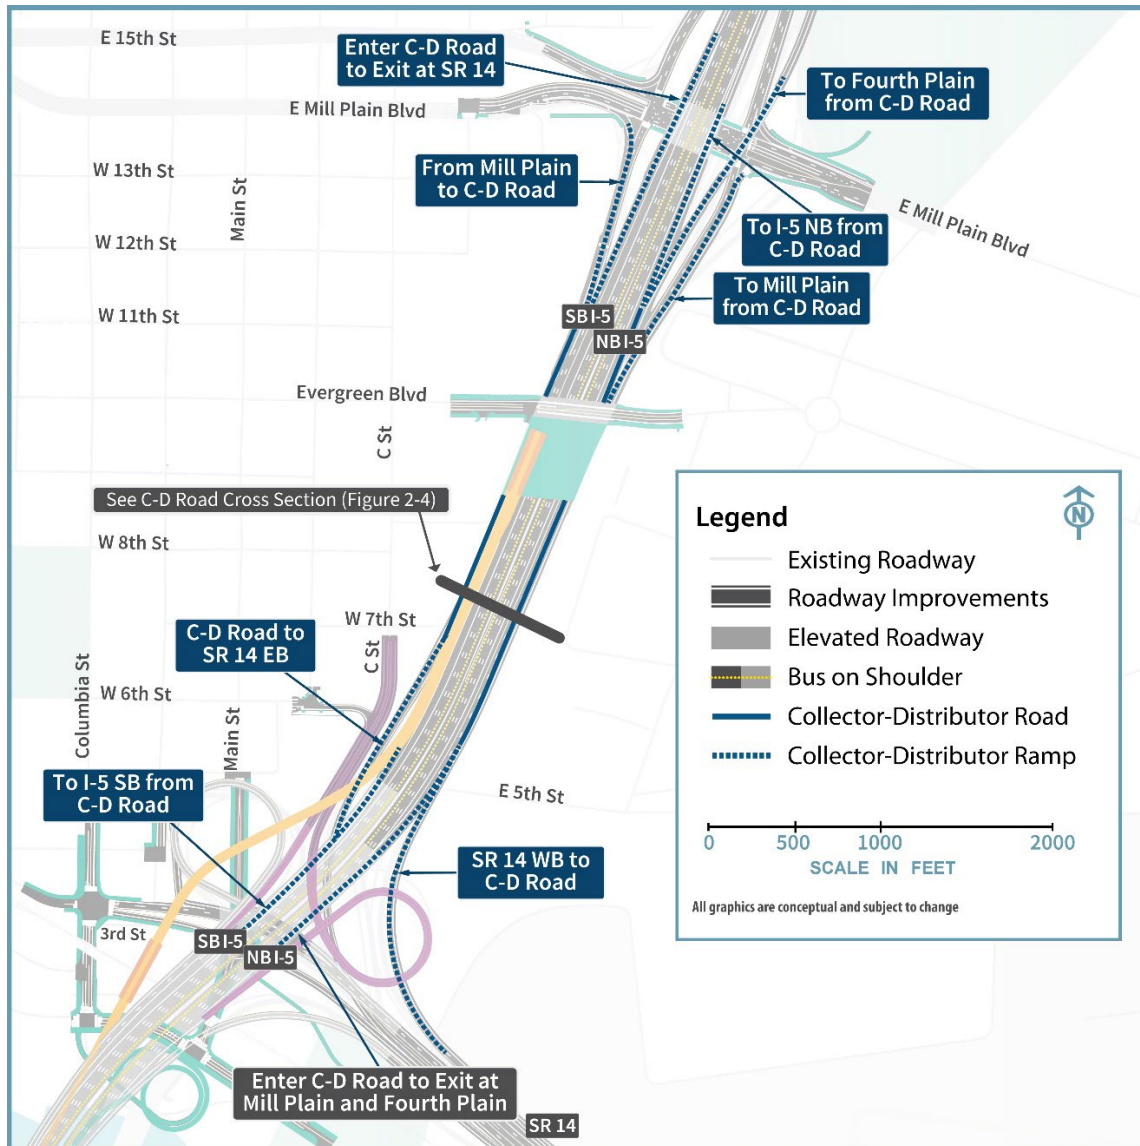 E 15th St
Enter C-D Road
to Exit at SR 14
To Fourth Plain
from C-D Road
E Mill Plain Blvd
W 13th St
From Mill Plain
to C-D Road
Main St
E Mill Plain Blvd
To I-5 NB from
C-D Road
W 12th St
To Mill Plain
from C-D Road
W 11th St
SB I-5
NB I-5
Evergreen Blvd
C St
See C-D Road Cross Section (Figure 2-4)
W 8th St
W 7th St
C-D Road to
SR 14 EB
C St
Columbia St
W 6th St
Main St
To I-5 SB from
C-D Road
E 5th St
SR 14 WB to
C-D Road
3rd St
SB I-5
NB I-5
Enter C-D Road to Exit at
Mill Plain and Fourth Plain
SR 14
Legend
N
Existing Roadway
Roadway Improvements
Elevated Roadway
Bus on Shoulder
Collector-Distributor Road
Collector-Distributor Ramp
0 500 1000 2000
SCALE IN FEET
All graphics are conceptual and subject to change